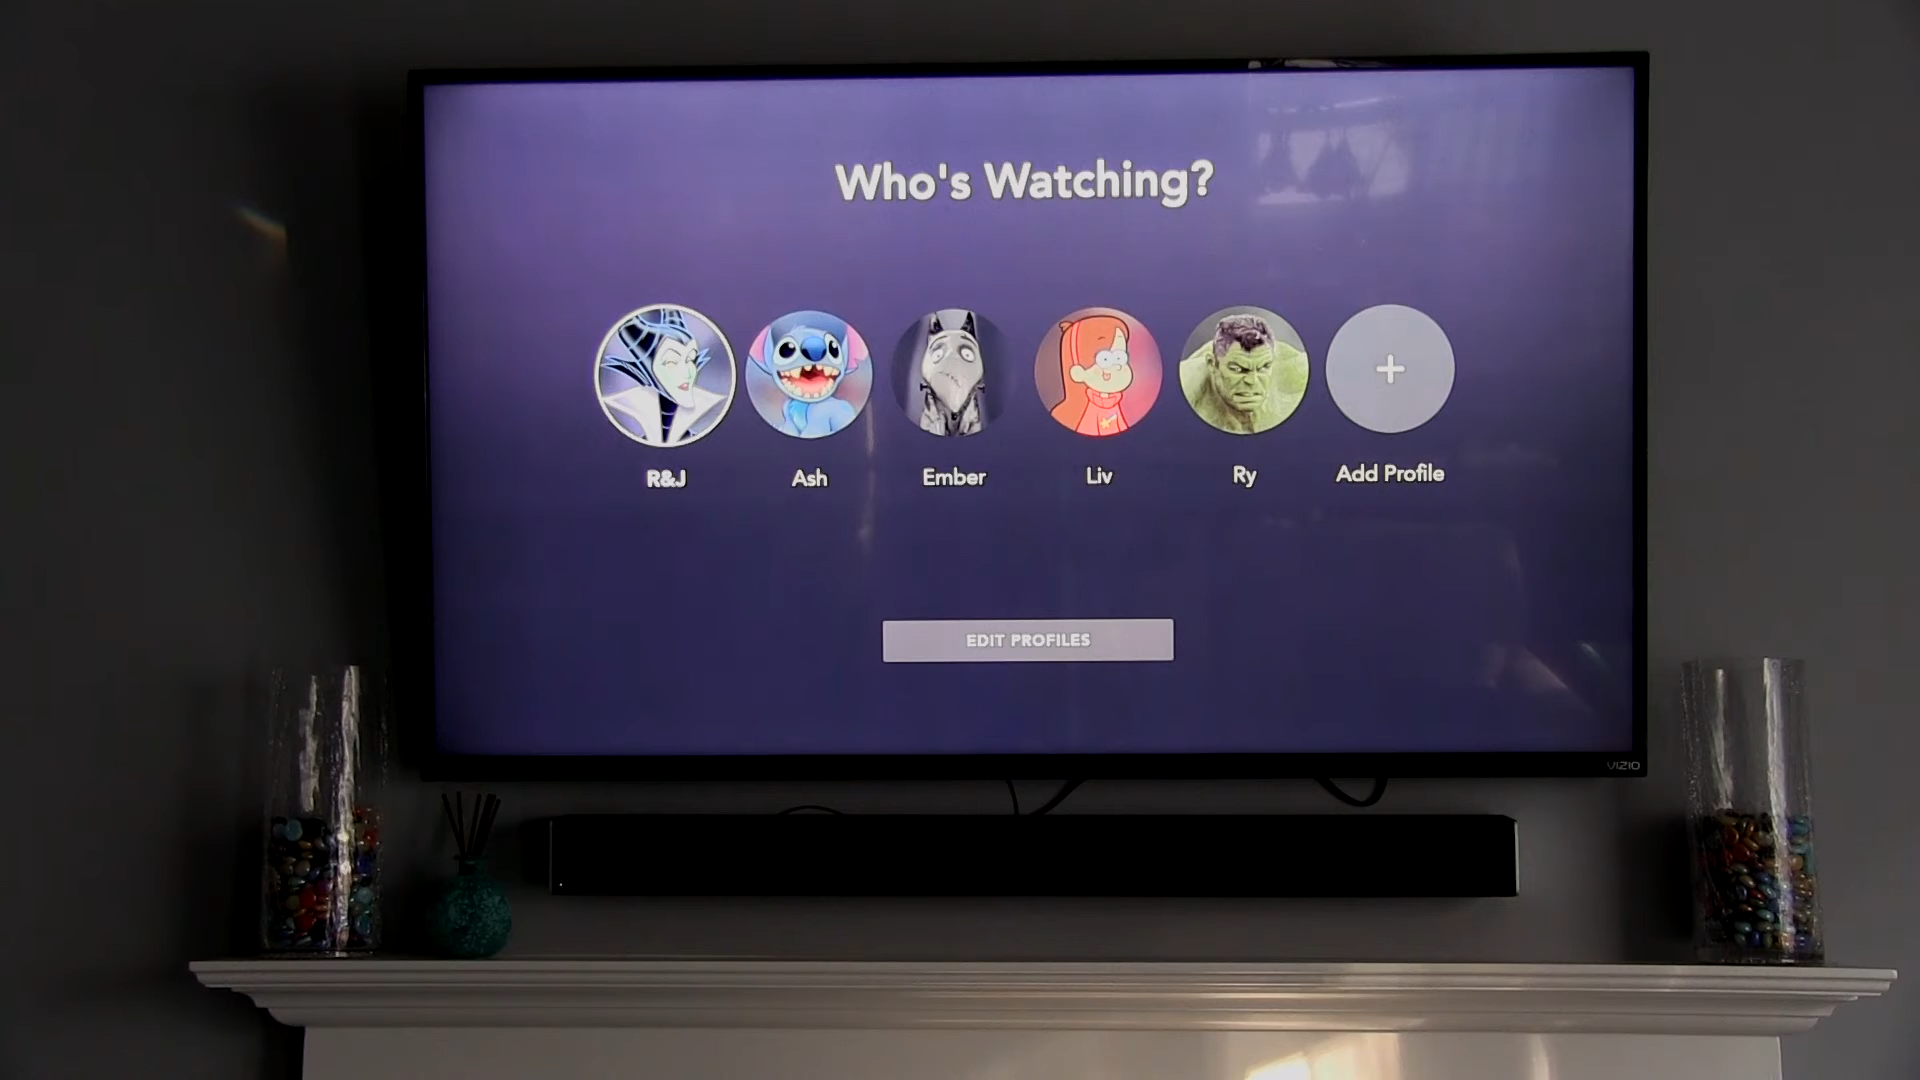 Who's Watching?
R&J
Ash
Ember
Liv
Ry
Add Profile
EDIT PROFILES
VIZIO